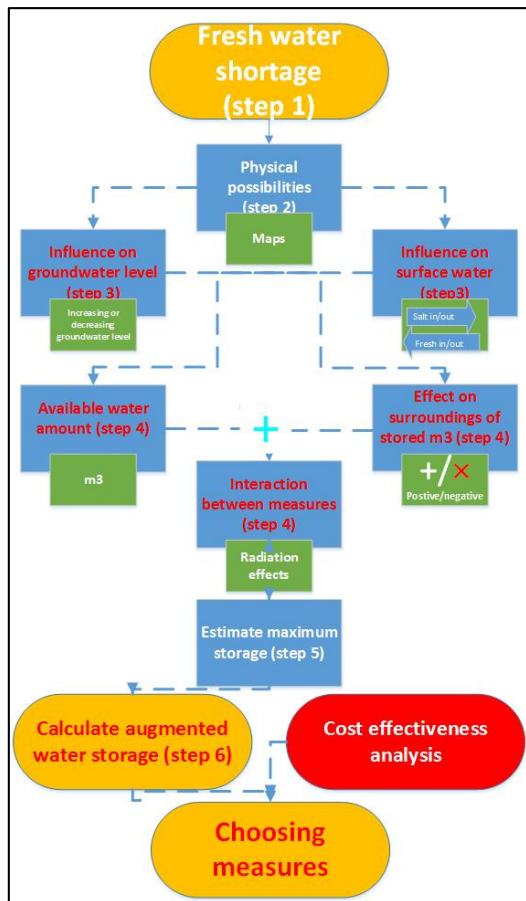 Fresh water
shortage
(step 1)
Physical
possibilities
(step 2)
Maps
Influence on
groundwater level
(step 3)
Increasing or
decreasing
groundwater level
Influence on
surface water
(step3)
Salt in/out
Fresh in/out
Available water
amount (step 4)
m3
+
Effect on
surroundings of
stored m3 (step 4)
+/×
Postive/negative
Interaction
between measures
(step 4)
Radiation
effects
Estimate maximum
storage (step 5)
Calculate augmented
water storage (step 6)
Cost effectiveness
analysis
Choosing
measures